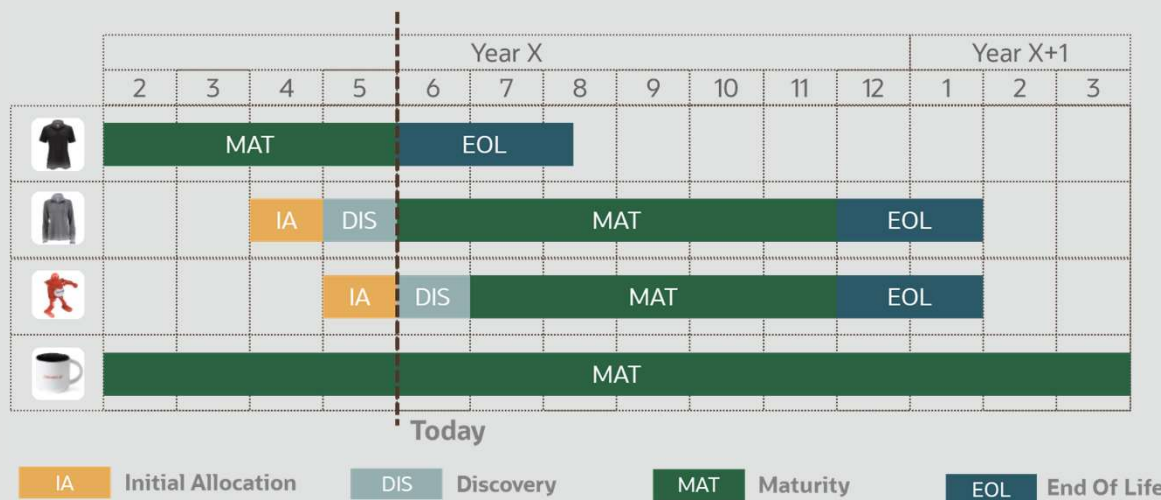 Year X Year X+1
2 3 4 5 6 7 8 9 10 11 12 1 2 3
MAT EOL
IA DIS MAT EOL
IA DIS MAT EOL
MAT
Today
IA Initial Allocation DIS Discovery MAT Maturity EOL End Of Life